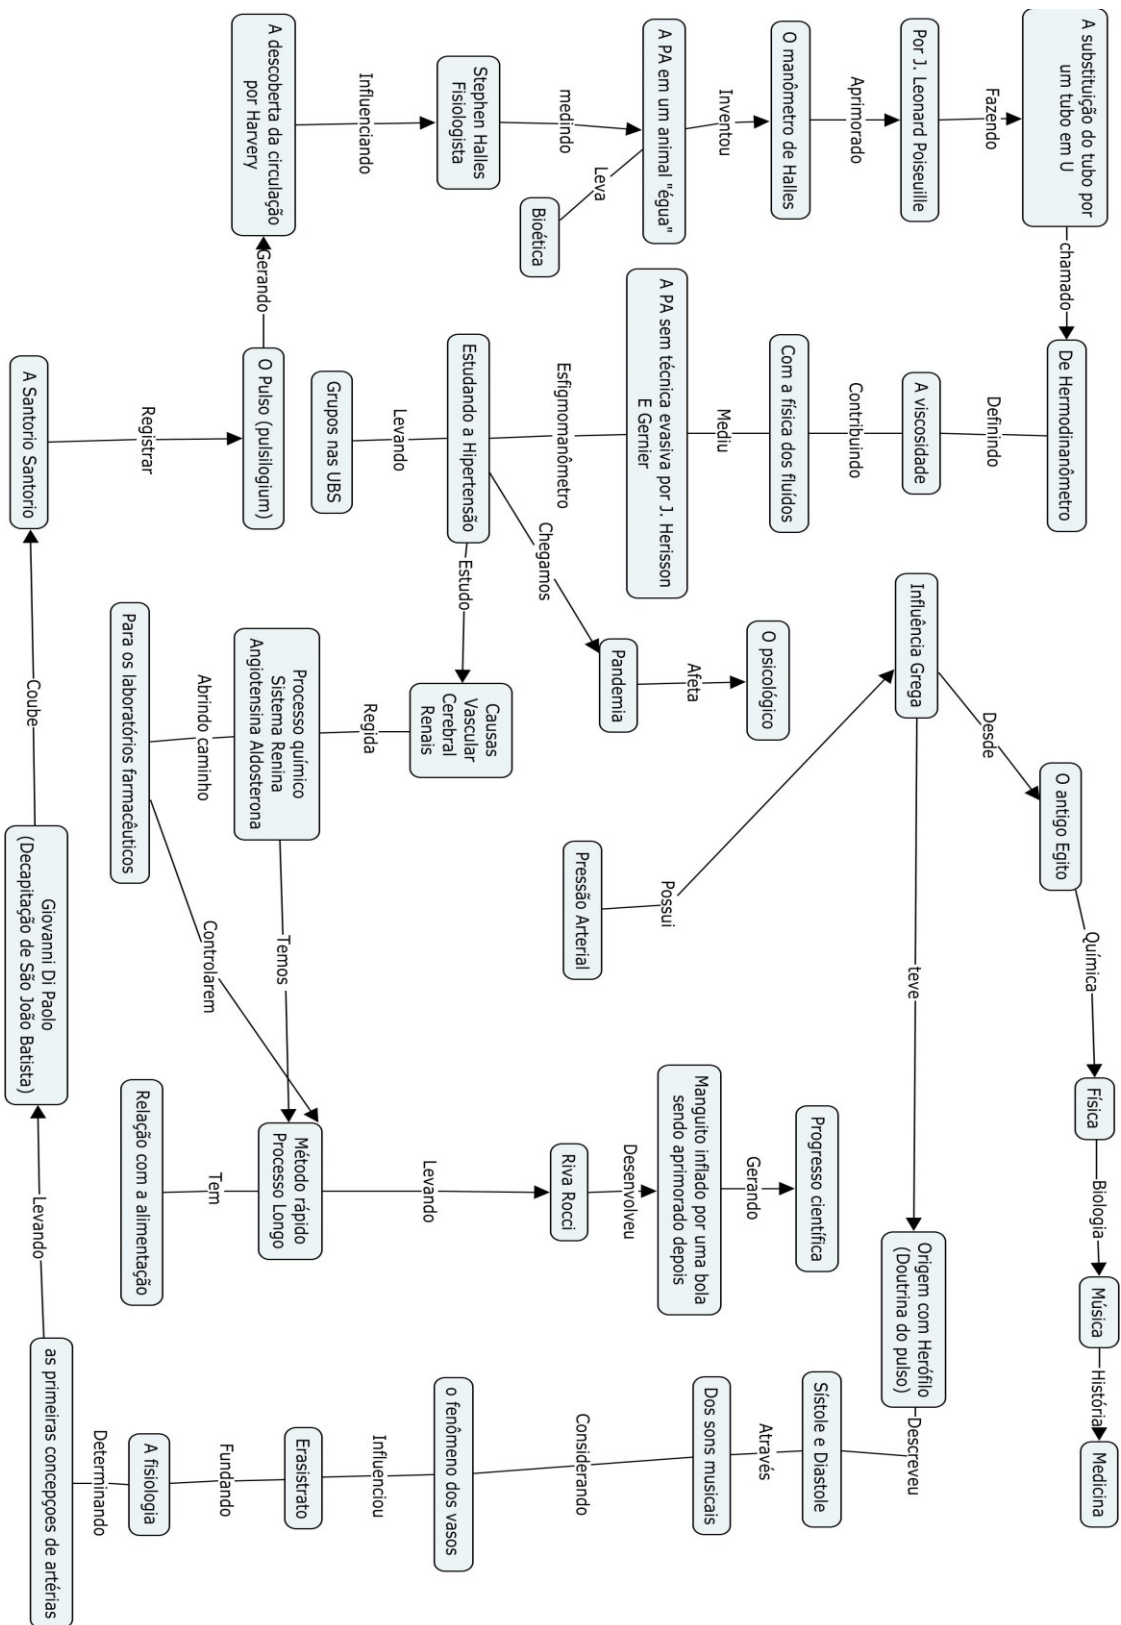 A substituição do tubo por
um tubo em U
chamado
De Hermodinanômetro
O antigo Egito
Química
Física
Biologia
Música
História
Medicina
Fazendo
Definindo
Desde
Por J. Leonard Poiseuille
A viscosidade
Influência Grega
teve
Origem com Herófilo
(Doutrina do pulso)
Descreveu
Aprimorado
Contribuindo
O manômetro de Halles
Com a física dos fluídos
O psicológico
Progresso científica
Sístole e Diastole
Inventou
Mediu
Afeta
Gerando
Através
A PA em um animal "égua"
A PA sem técnica evasiva por J. Herisson
E Gernier
Pandemia
Possui
Manguito inflado por uma bola
sendo aprimorado depois
Dos sons musicais
medindo
Leva
Esfigmomanômetro
Chegamos
Pressão Arterial
Desenvolveu
Considerando
Bioética
Riva Rocci
Stephen Halles
Fisiologista
Estudando a Hipertensão
Estudo
Causas
Vascular
Cerebral
Renais
Levando
o fenômeno dos vasos
Influenciando
Levando
Regida
Influenciou
Grupos nas UBS
Processo químico
Sistema Renina
Angiotensina Aldosterona
Temos
Método rápido
Processo Longo
Erasistrato
A descoberta da circulação
por Harvery
Gerando
O Pulso (pulsilogium)
Abrindo caminho
Controlarem
Tem
Fundando
Registrar
Para os laboratórios farmacêuticos
Relação com a alimentação
A fisiologia
Determinando
A Santorio Santorio
Coube
Giovanni Di Paolo
(Decapitação de São João Batista)
Levando
as primeiras concepçoes de artérias